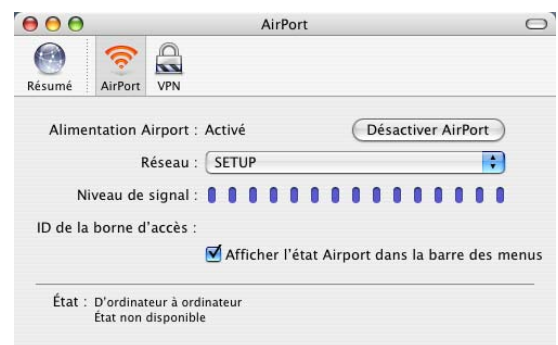 AirPort
Résumé AirPort VPN
Alimentation Airport : Activé Désactiver AirPort
Réseau : SETUP
Niveau de signal :
ID de la borne d'accès :
Afficher l'état Airport dans la barre des menus
État : D'ordinateur à ordinateur
État non disponible